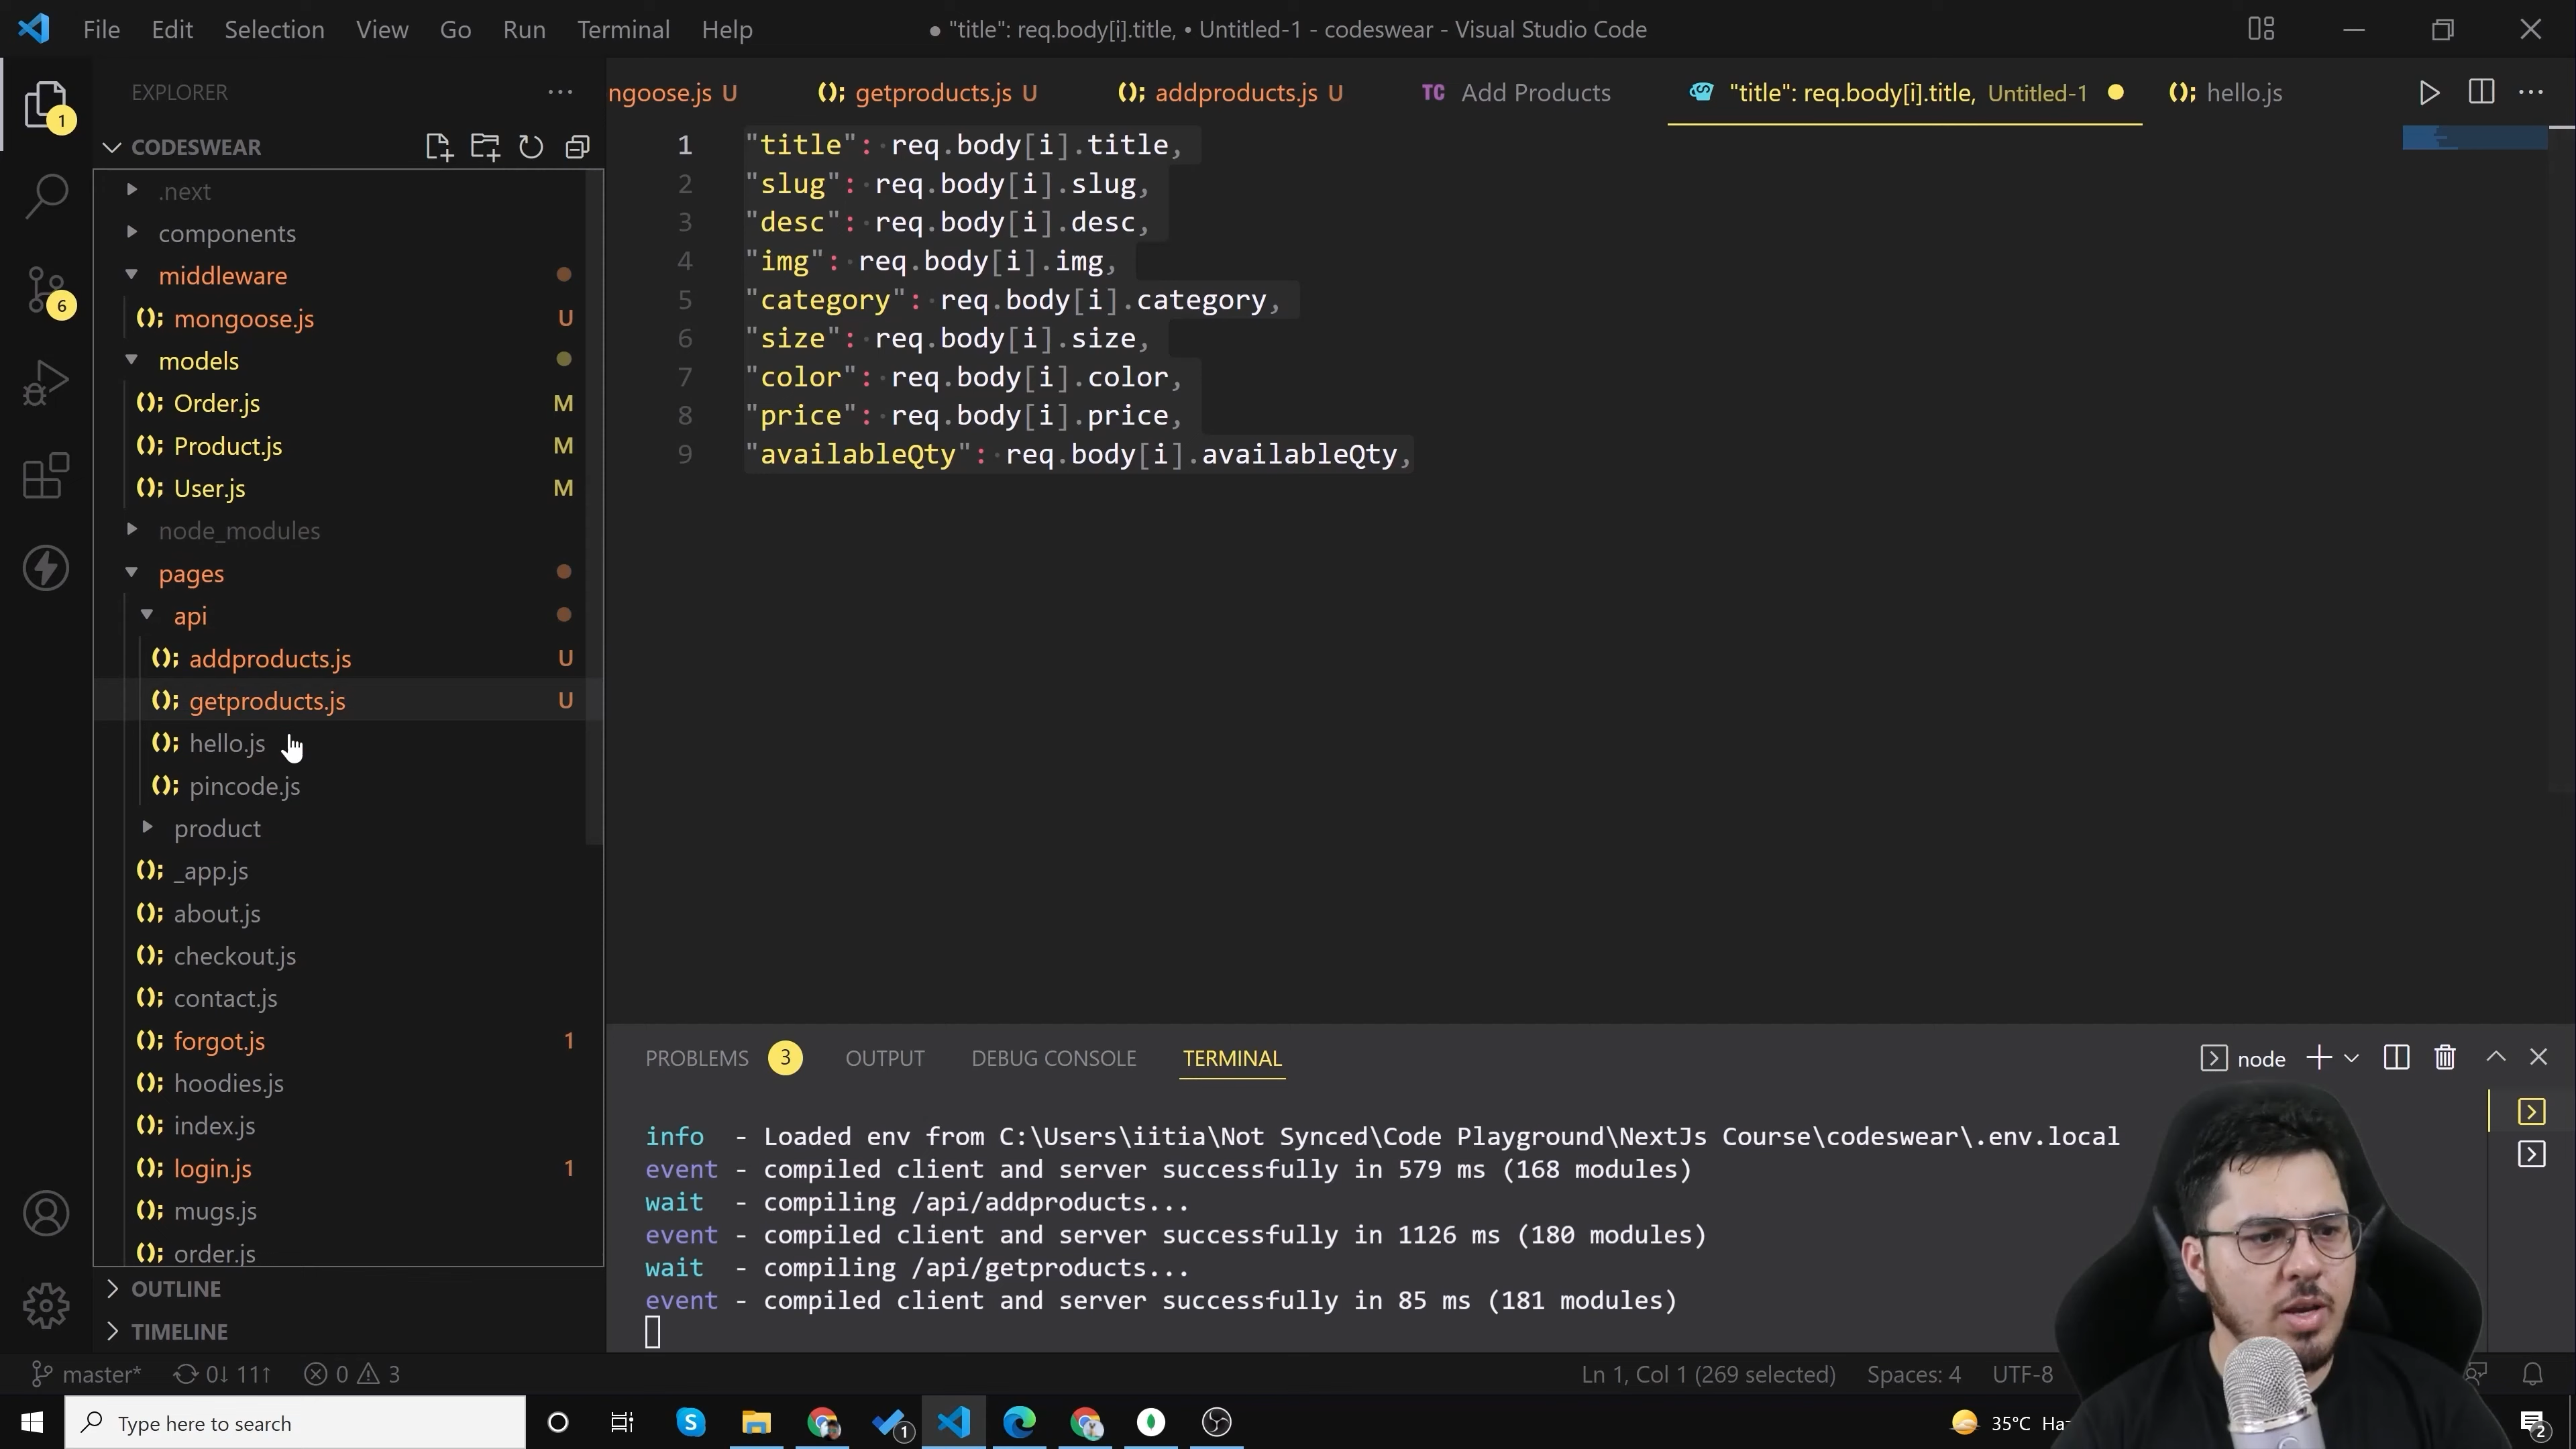 File Edit Selection View Go Run Terminal Help
● "title": req.body[i].title, • Untitled-1 - codeswear - Visual Studio Code
EXPLORER
ngoose.js U
getproducts.js U
addproducts.js U
TC Add Products
"title": req.body[i].title, Untitled-1
hello.js
1
6
CODESWEAR
.next
components
middleware
mongoose.js U
models
Order.js M
Product.js M
User.js M
node_modules
pages
api
addproducts.js U
getproducts.js U
hello.js
pincode.js
product
_app.js
about.js
checkout.js
contact.js
forgot.js 1
hoodies.js
index.js
login.js 1
mugs.js
order.js
OUTLINE
TIMELINE
1 "title": req.body[i].title,
2 "slug": req.body[i].slug,
3 "desc": req.body[i].desc,
4 "img": req.body[i].img,
5 "category": req.body[i].category,
6 "size": req.body[i].size,
7 "color": req.body[i].color,
8 "price": req.body[i].price,
9 "availableQty": req.body[i].availableQty,
PROBLEMS 3 OUTPUT DEBUG CONSOLE TERMINAL
node
info - Loaded env from C:\Users\iitia\Not Synced\Code Playground\NextJs Course\codeswear\.env.local
event - compiled client and server successfully in 579 ms (168 modules)
wait - compiling /api/addproducts...
event - compiled client and server successfully in 1126 ms (180 modules)
wait - compiling /api/getproducts...
event - compiled client and server successfully in 85 ms (181 modules)
master* 0↓ 11↑ 0 3
Ln 1, Col 1 (269 selected) Spaces: 4 UTF-8
Type here to search
1
35°C
2